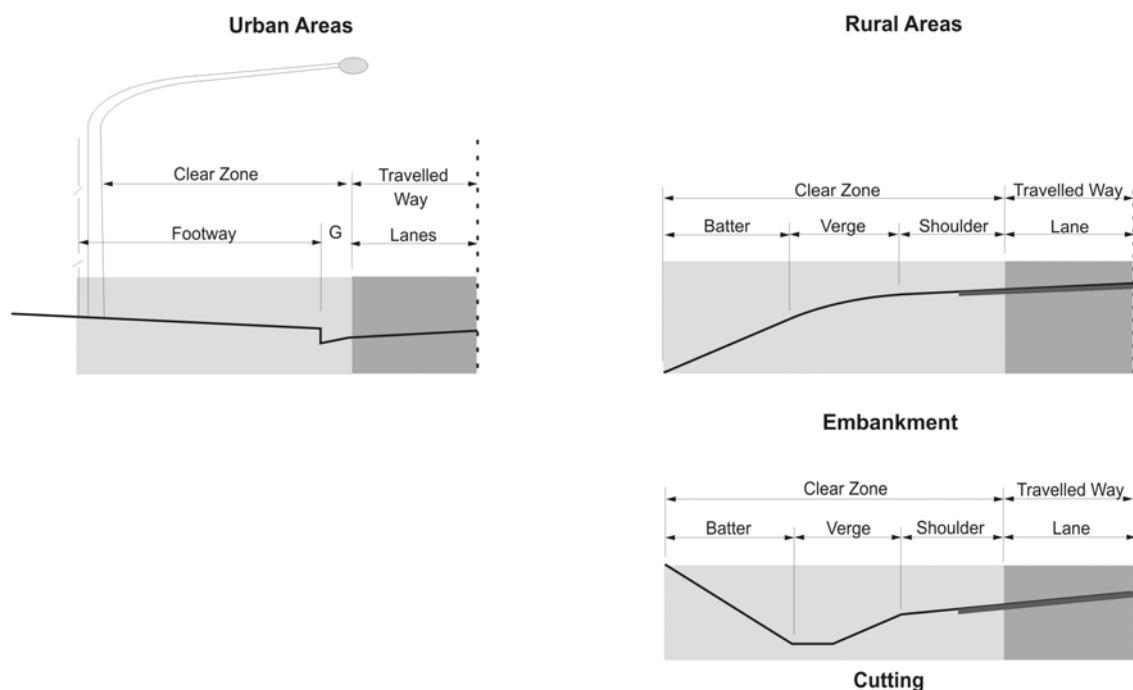 Urban Areas
Clear Zone
Travelled
Way
Footway
G
Lanes
Rural Areas
Clear Zone
Travelled Way
Batter
Verge
Shoulder
Lane
Embankment
Clear Zone
Travelled Way
Batter
Verge
Shoulder
Lane
Cutting